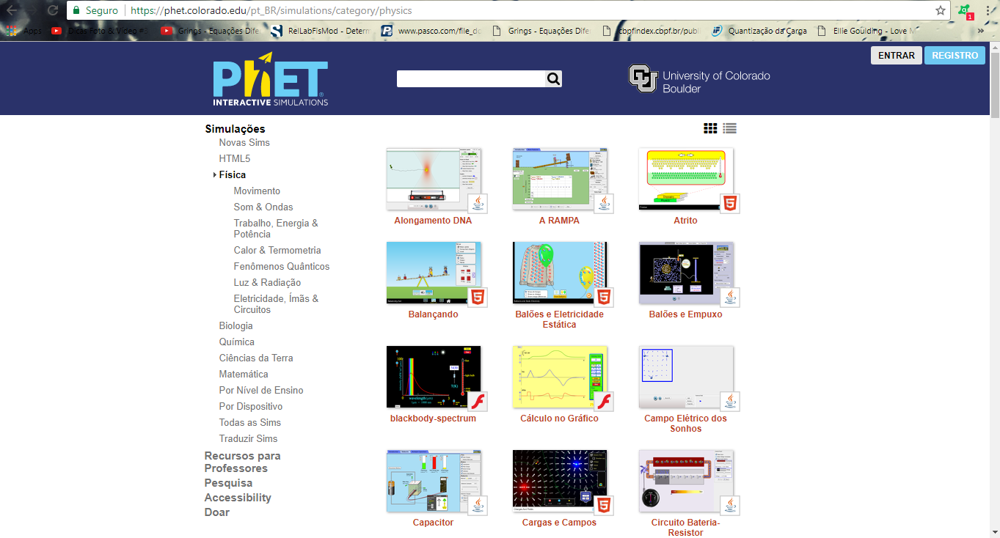 Seguro https://phet.colorado.edu/pt_BR/simulations/category/physics
Apps Dicas Foto & Vídeo #3 Grings - Equações Dife RelLabFisMod - Determ www.pasco.com/file_dc Grings - Equações Dife cbpfindex.cbpf.br/publ Quantização da Carga Ellie Goulding - Love M »
ENTRAR REGISTRO
PhET
INTERACTIVE SIMULATIONS
CU University of Colorado
Boulder
Simulações
Novas Sims
HTML5
Física
Movimento
Som & Ondas
Trabalho, Energia &
Potência
Calor & Termometria
Fenômenos Quânticos
Luz & Radiação
Eletricidade, Ímãs &
Circuitos
Biologia
Química
Ciências da Terra
Matemática
Por Nível de Ensino
Por Dispositivo
Todas as Sims
Traduzir Sims
Recursos para
Professores
Pesquisa
Accessibility
Doar
Alongamento DNA
A RAMPA
Atrito
Balançando
Balões e Eletricidade
Estática
Balões e Empuxo
blackbody-spectrum
Cálculo no Gráfico
Campo Elétrico dos
Sonhos
Capacitor
Cargas e Campos
Circuito Bateria-
Resistor